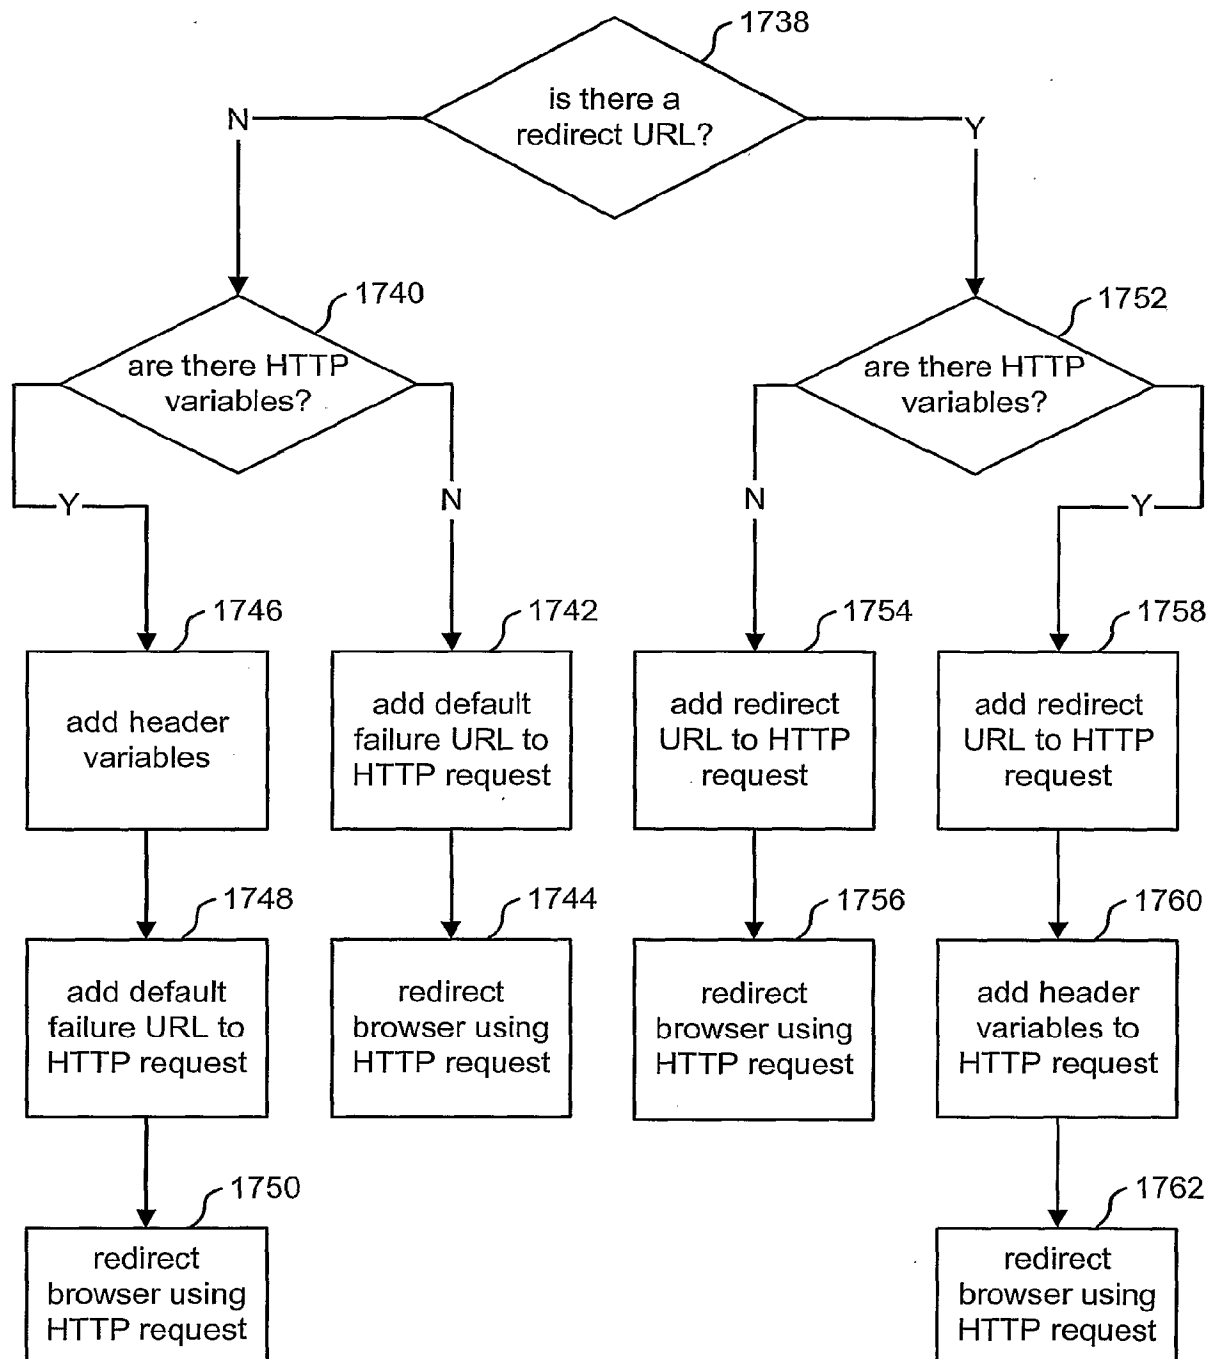 1738
is there a
redirect URL?
N
Y
1740
are there HTTP
variables?
1752
are there HTTP
variables?
Y
N
N
Y
1746
add header
variables
1742
add default
failure URL to
HTTP request
1754
add redirect
URL to HTTP
request
1758
add redirect
URL to HTTP
request
1748
add default
failure URL to
HTTP request
1744
redirect
browser using
HTTP request
1756
redirect
browser using
HTTP request
1760
add header
variables to
HTTP request
1750
redirect
browser using
HTTP request
1762
redirect
browser using
HTTP request